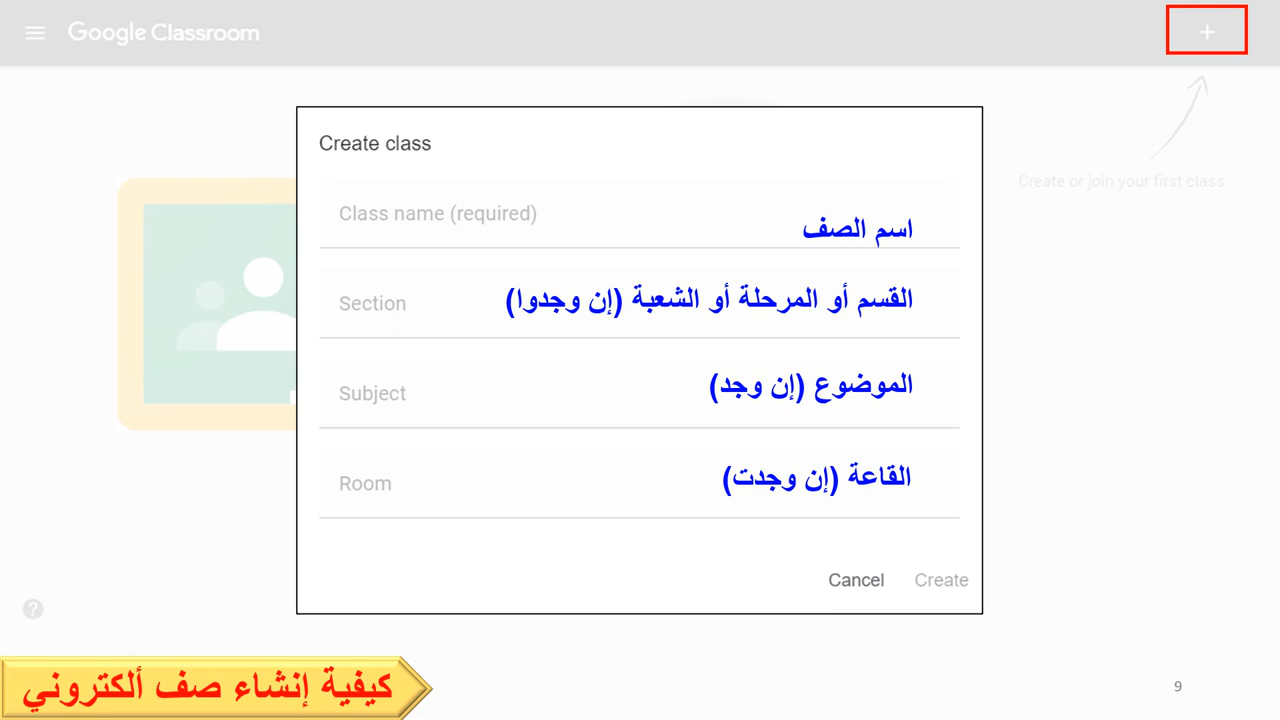 Google Classroom
+
Create or join your first class.
Create class
Class name (required)
اسم الصف
Section
القسم أو المرحلة أو الشعبة (إن وجدوا)
Subject
الموضوع (إن وجد)
Room
القاعة (إن وجدت)
Cancel
Create
?
كيفية إنشاء صف ألكتروني
9